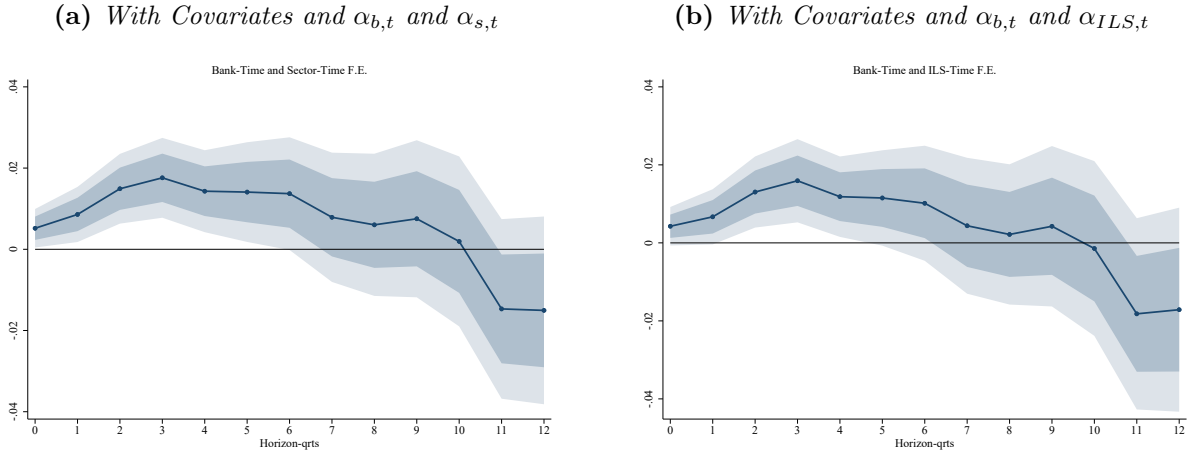 (a) With Covariates and α_{b,t} and α_{s,t}
Bank-Time and Sector-Time F.E.
.04
.02
0
-.02
-.04
0 1 2 3 4 5 6 7 8 9 10 11 12
Horizon-qrts
(b) With Covariates and α_{b,t} and α_{ILS,t}
Bank-Time and ILS-Time F.E.
.04
.02
0
-.02
-.04
0 1 2 3 4 5 6 7 8 9 10 11 12
Horizon-qrts